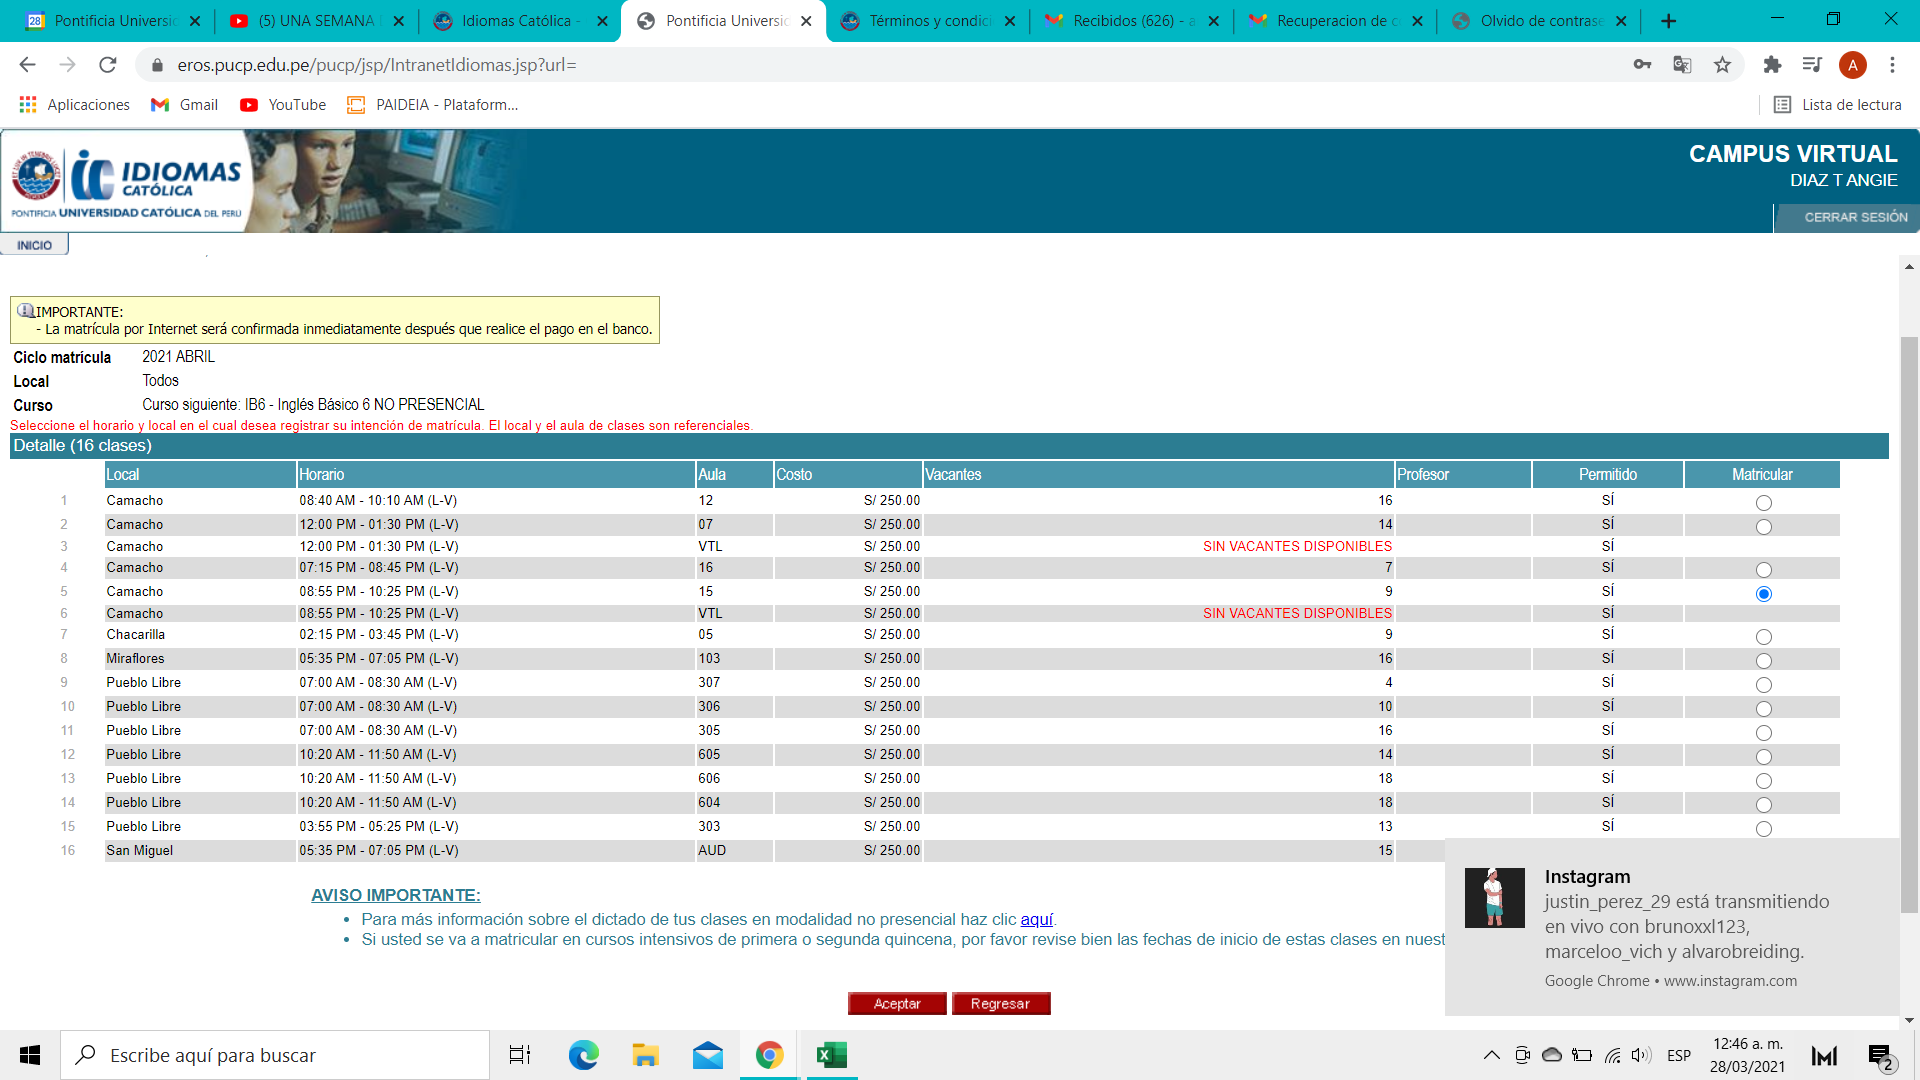 Pontificia Universid
(5) UNA SEMANA
Idiomas Católica -
Pontificia Universid
Términos y condici
Recibidos (626) - a
Recuperacion de c
Olvido de contrase
eros.pucp.edu.pe/pucp/jsp/IntranetIdiomas.jsp?url=
A
Aplicaciones
Gmail
YouTube
PAIDEIA - Plataform...
Lista de lectura
IDIOMAS
CATÓLICA
PONTIFICIA UNIVERSIDAD CATÓLICA DEL PERU
CAMPUS VIRTUAL
DIAZ T ANGIE
CERRAR SESIÓN
INICIO
IMPORTANTE:
- La matrícula por Internet será confirmada inmediatamente después que realice el pago en el banco.
Ciclo matrícula 2021 ABRIL
Local Todos
Curso Curso siguiente: IB6 - Inglés Básico 6 NO PRESENCIAL
Seleccione el horario y local en el cual desea registrar su intención de matrícula. El local y el aula de clases son referenciales.
Detalle (16 clases)
Local Horario Aula Costo Vacantes Profesor Permitido Matricular
1 Camacho 08:40 AM - 10:10 AM (L-V) 12 S/ 250.00 16 SÍ
2 Camacho 12:00 PM - 01:30 PM (L-V) 07 S/ 250.00 14 SÍ
3 Camacho 12:00 PM - 01:30 PM (L-V) VTL S/ 250.00 SIN VACANTES DISPONIBLES SÍ
4 Camacho 07:15 PM - 08:45 PM (L-V) 16 S/ 250.00 7 SÍ
5 Camacho 08:55 PM - 10:25 PM (L-V) 15 S/ 250.00 9 SÍ
6 Camacho 08:55 PM - 10:25 PM (L-V) VTL S/ 250.00 SIN VACANTES DISPONIBLES SÍ
7 Chacarilla 02:15 PM - 03:45 PM (L-V) 05 S/ 250.00 9 SÍ
8 Miraflores 05:35 PM - 07:05 PM (L-V) 103 S/ 250.00 16 SÍ
9 Pueblo Libre 07:00 AM - 08:30 AM (L-V) 307 S/ 250.00 4 SÍ
10 Pueblo Libre 07:00 AM - 08:30 AM (L-V) 306 S/ 250.00 10 SÍ
11 Pueblo Libre 07:00 AM - 08:30 AM (L-V) 305 S/ 250.00 16 SÍ
12 Pueblo Libre 10:20 AM - 11:50 AM (L-V) 605 S/ 250.00 14 SÍ
13 Pueblo Libre 10:20 AM - 11:50 AM (L-V) 606 S/ 250.00 18 SÍ
14 Pueblo Libre 10:20 AM - 11:50 AM (L-V) 604 S/ 250.00 18 SÍ
15 Pueblo Libre 03:55 PM - 05:25 PM (L-V) 303 S/ 250.00 13 SÍ
16 San Miguel 05:35 PM - 07:05 PM (L-V) AUD S/ 250.00 15
AVISO IMPORTANTE:
Para más información sobre el dictado de tus clases en modalidad no presencial haz clic aquí.
Si usted se va a matricular en cursos intensivos de primera o segunda quincena, por favor revise bien las fechas de inicio de estas clases en nuest
Aceptar Regresar
Instagram
justin_perez_29 está transmitiendo
en vivo con brunoxxl123,
marceloo_vich y alvarobreiding.
Google Chrome • www.instagram.com
Escribe aquí para buscar
ESP
12:46 a. m.
28/03/2021
2